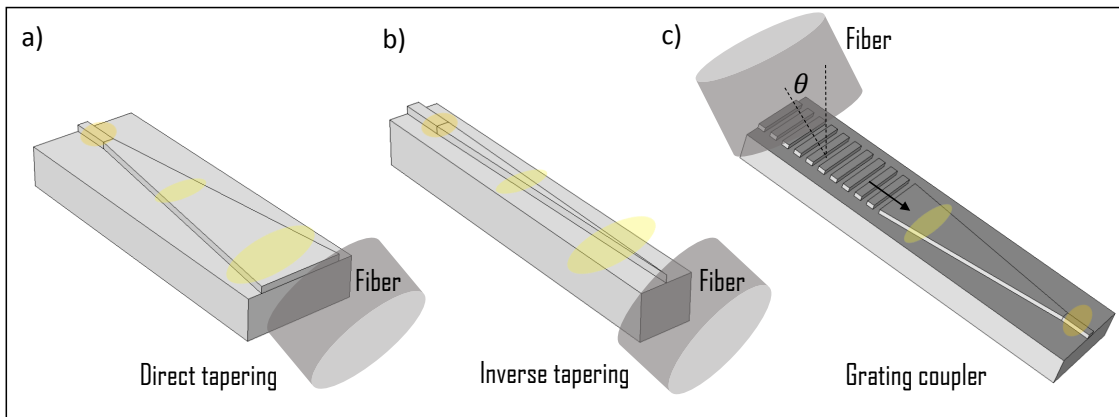 a)
Fiber
Direct tapering
b)
Fiber
Inverse tapering
c)
Fiber
θ
Grating coupler